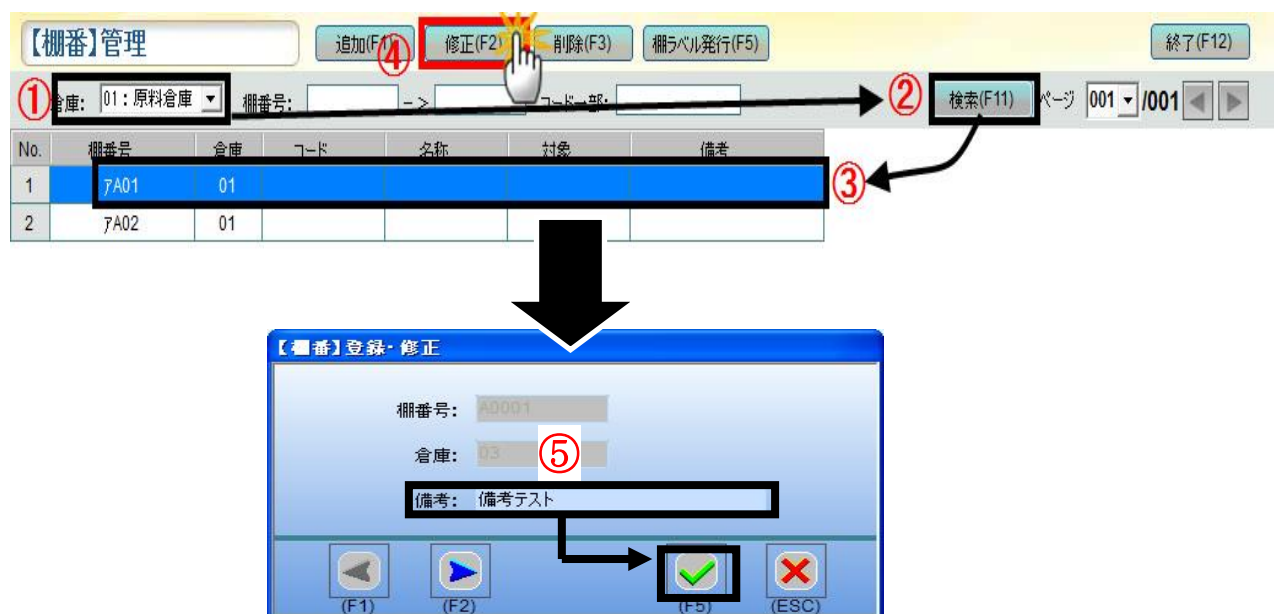 【棚番】管理 追加(F1) ④ 修正(F2) 削除(F3) 棚ラベル発行(F5) 終了(F12)
① 倉庫: 01：原料倉庫 棚番号: -> コード一部: ② 検索(F11) ページ 001 /001
No. 棚番号 倉庫 コード 名称 対象 備考
1 ｱA01 01 ③
2 ｱA02 01
【棚番】登録・修正
棚番号: A0001
倉庫: 03 ⑤
備考: 備考テスト
(F1) (F2) (F5) (ESC)